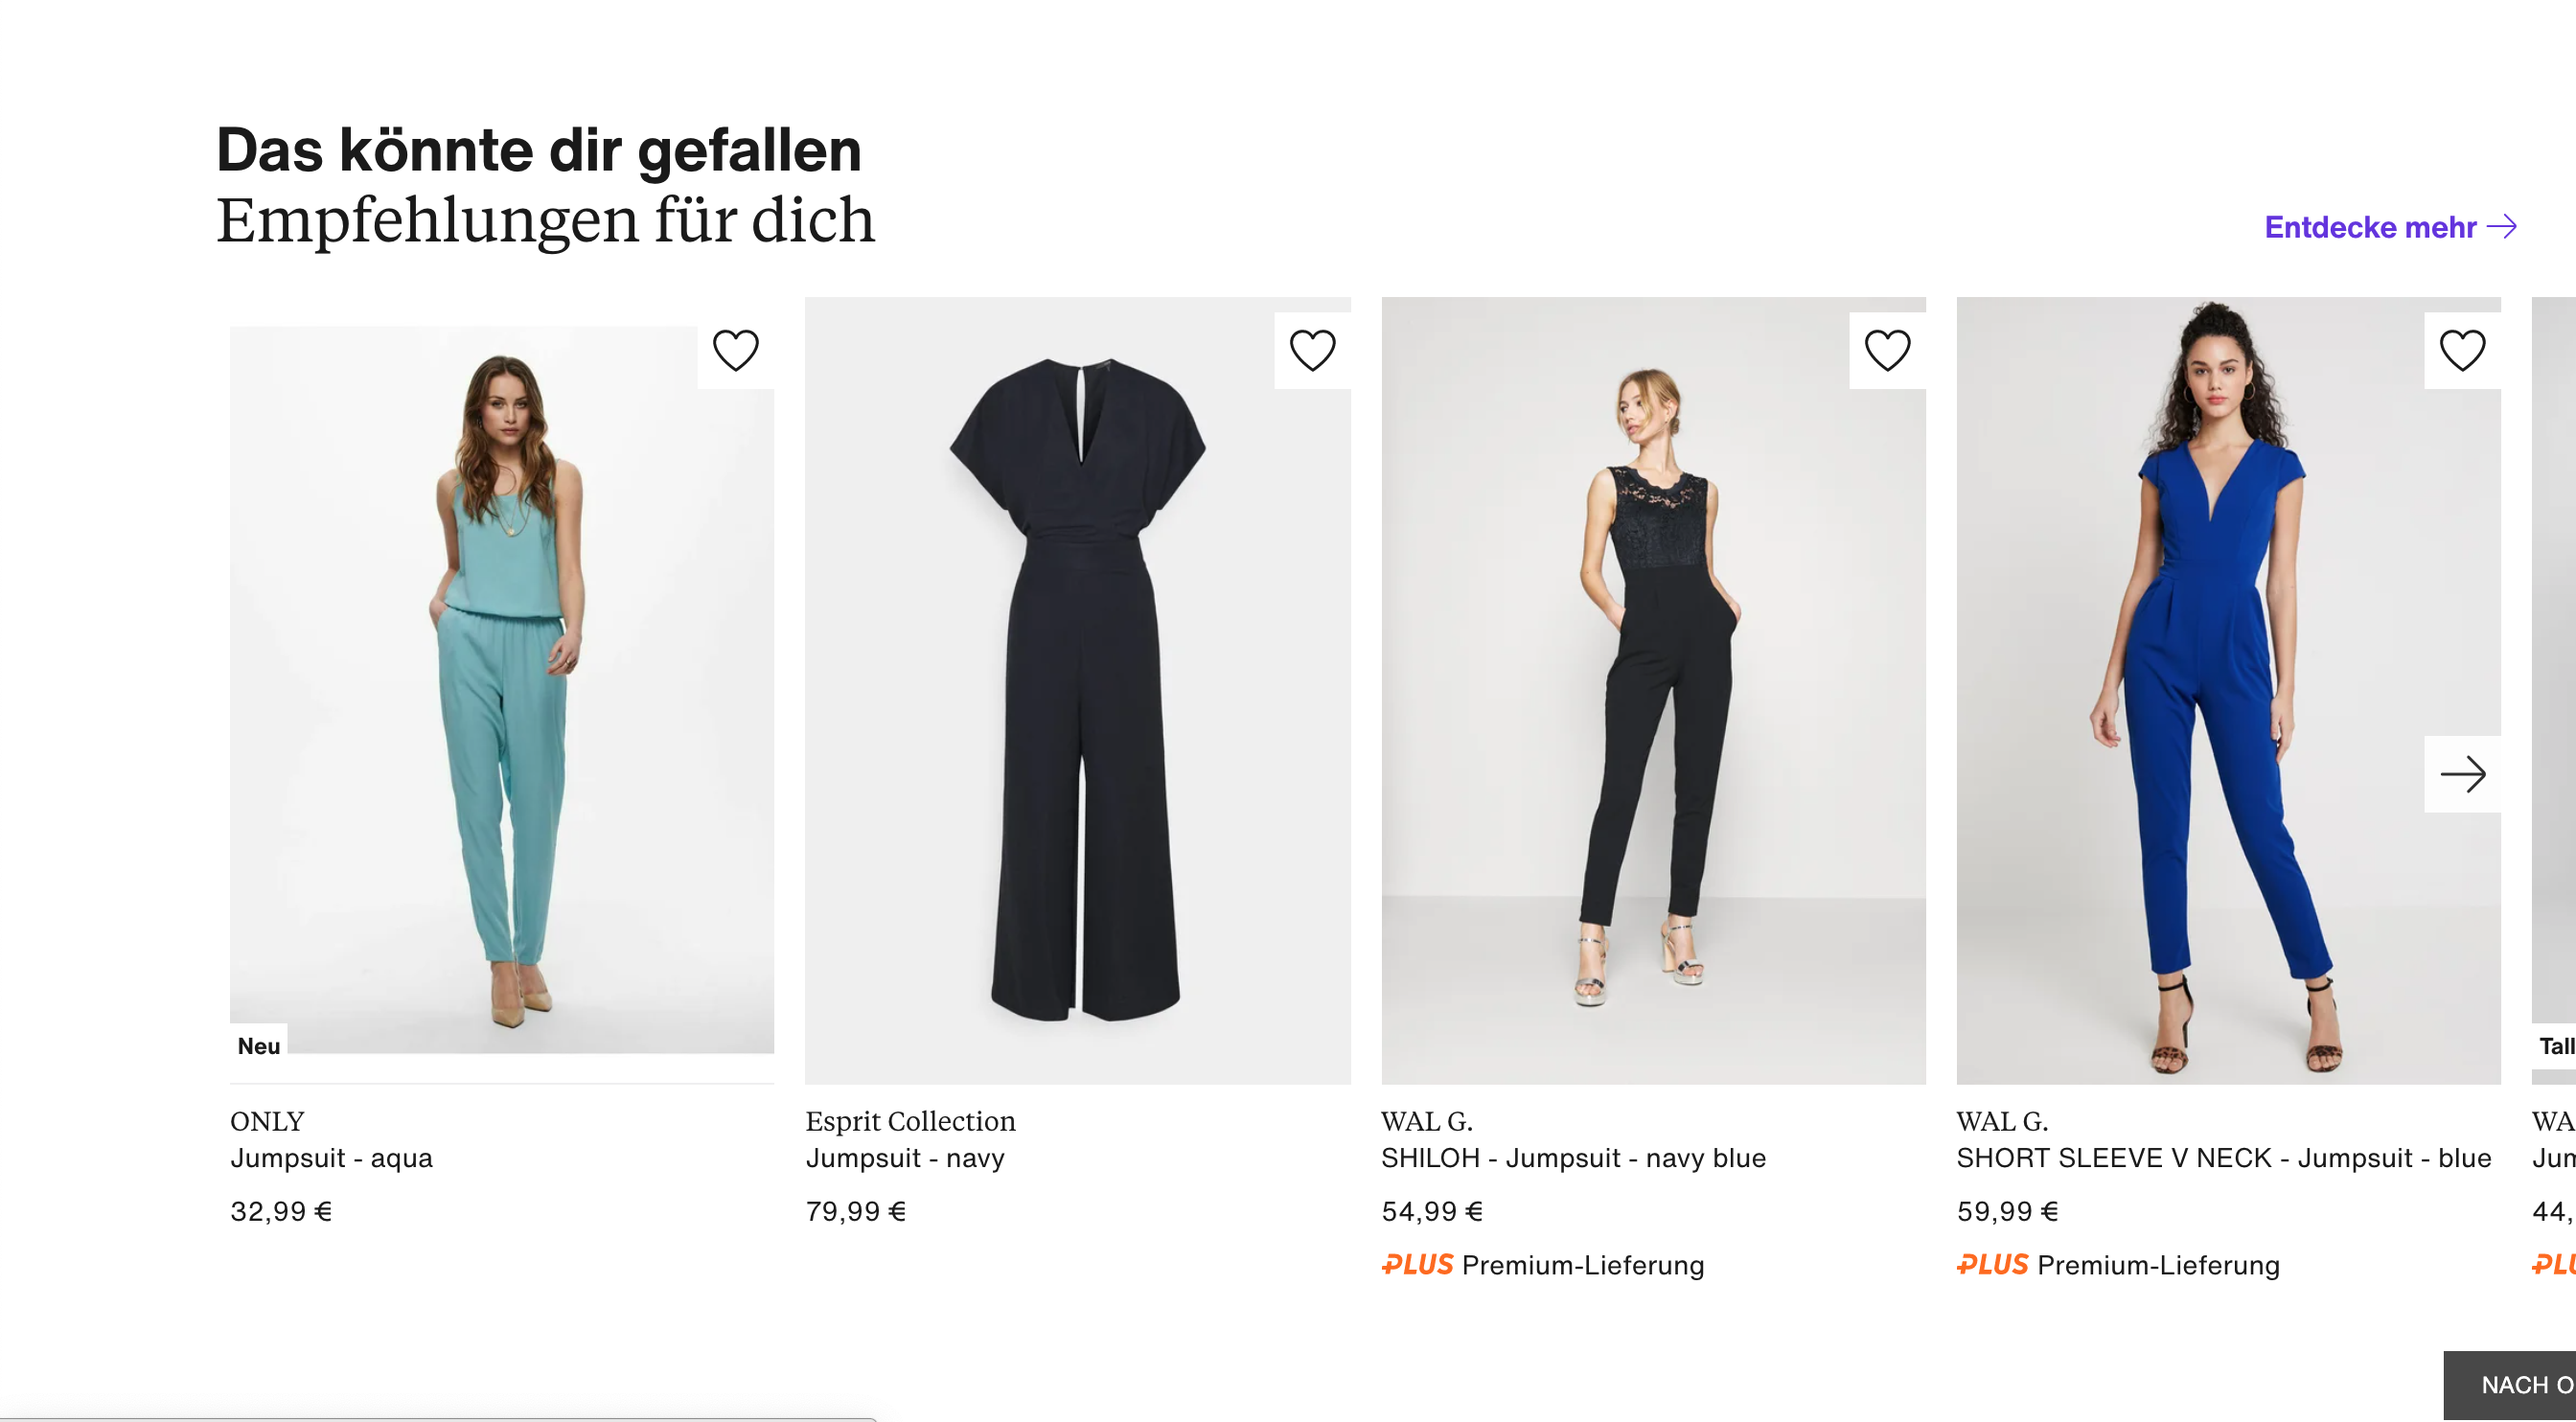 Das könnte dir gefallen
Empfehlungen für dich
Entdecke mehr
Neu
Tall
ONLY
Jumpsuit - aqua
32,99 €
Esprit Collection
Jumpsuit - navy
79,99 €
WAL G.
SHILOH - Jumpsuit - navy blue
54,99 €
PLUS Premium-Lieferung
WAL G.
SHORT SLEEVE V NECK - Jumpsuit - blue
59,99 €
PLUS Premium-Lieferung
WA
Jum
44,
PLU
NACH O